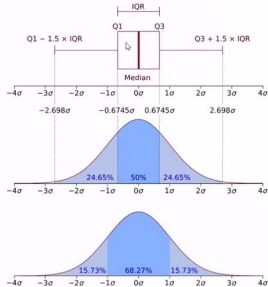 IQR
Q1 Q3
Q1 − 1.5 × IQR Q3 + 1.5 × IQR
Median
−4σ −3σ −2σ −1σ 0σ 1σ 2σ 3σ 4σ
−2.698σ −0.6745σ 0.6745σ 2.698σ
24.65% 50% 24.65%
−4σ −3σ −2σ −1σ 0σ 1σ 2σ 3σ 4σ
15.73% 68.27% 15.73%
−4σ −3σ −2σ −1σ 0σ 1σ 2σ 3σ 4σ